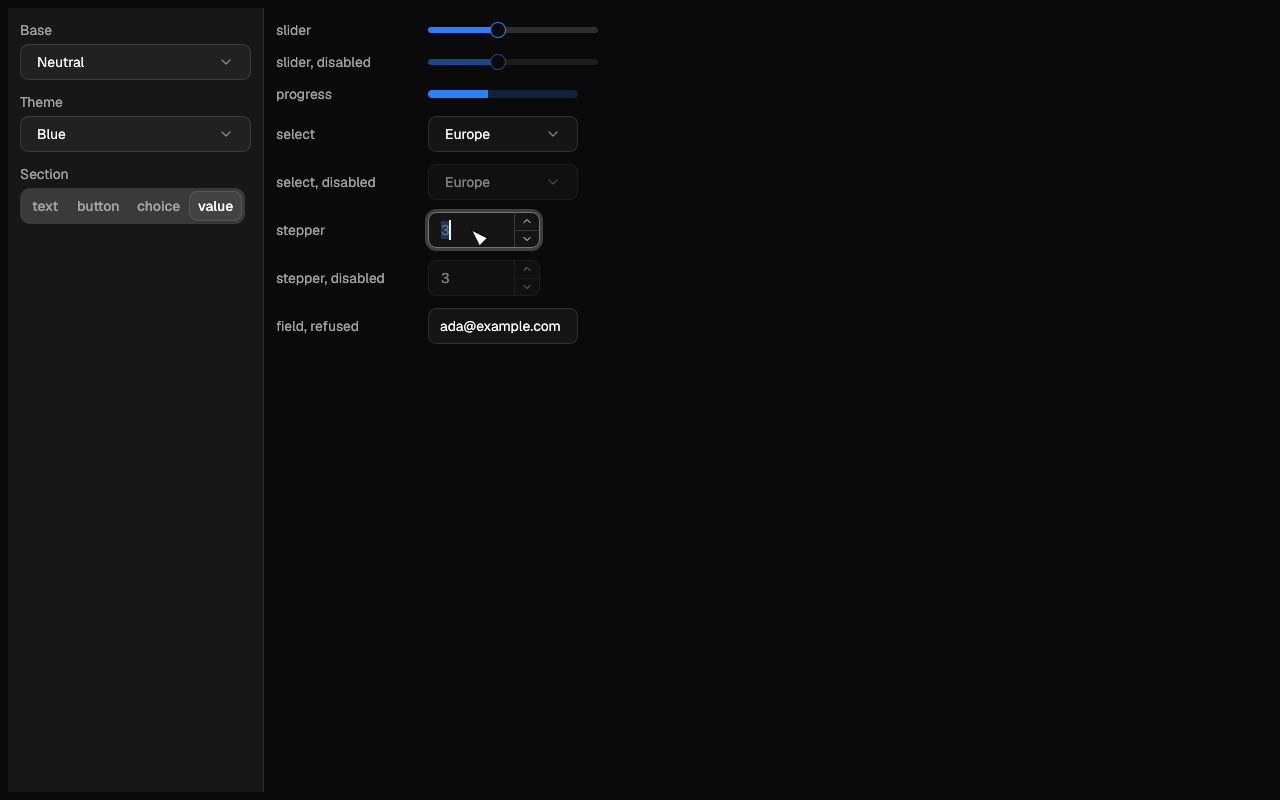 Base
Neutral
Theme
Blue
Section
text button choice value
slider
slider, disabled
progress
select Europe
select, disabled Europe
stepper 3
stepper, disabled 3
field, refused ada@example.com